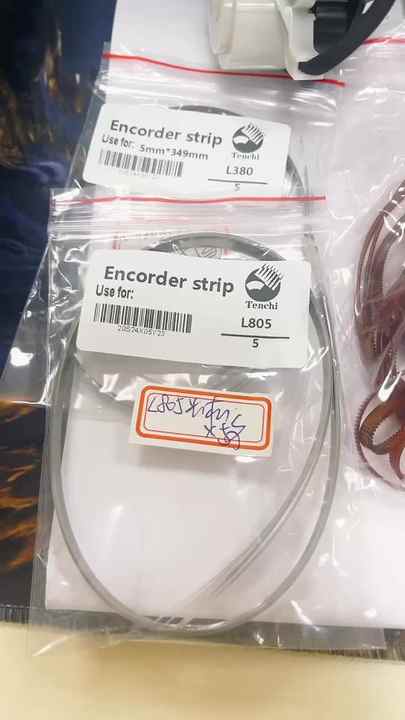 Encorder strip
Use for: 5mm*349mm
Tenchi
L380
5
Encorder strip
Use for:
Tenchi
L805
5